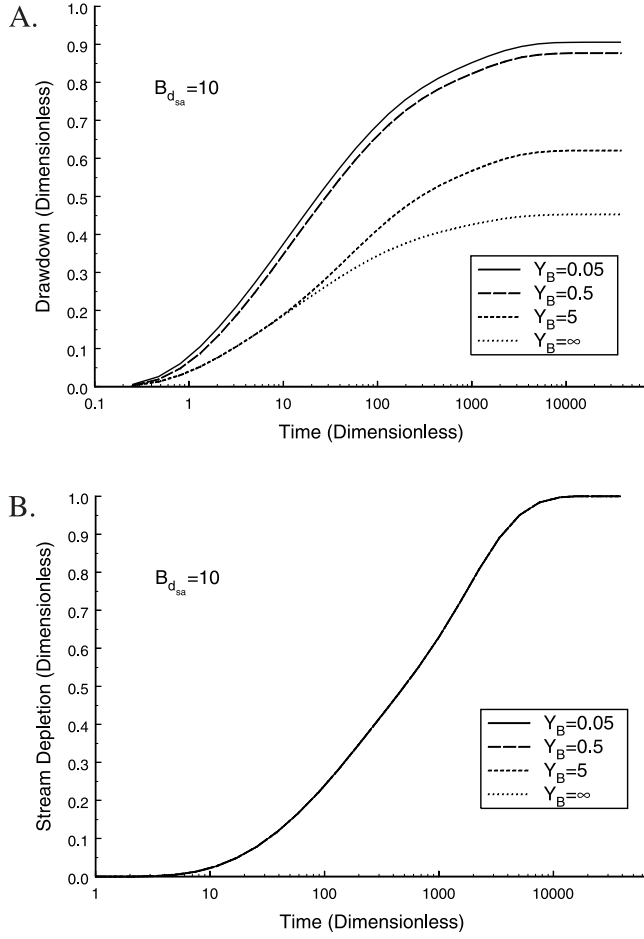 A.
1.0
0.9
0.8
0.7
0.6
0.5
0.4
0.3
0.2
0.1
0.0
Drawdown (Dimensionless)
B_dsa=10
Y_B=0.05
Y_B=0.5
Y_B=5
Y_B=∞
0.1 1 10 100 1000 10000
Time (Dimensionless)
B.
1.0
0.9
0.8
0.7
0.6
0.5
0.4
0.3
0.2
0.1
0.0
Stream Depletion (Dimensionless)
B_dsa=10
Y_B=0.05
Y_B=0.5
Y_B=5
Y_B=∞
1 10 100 1000 10000
Time (Dimensionless)